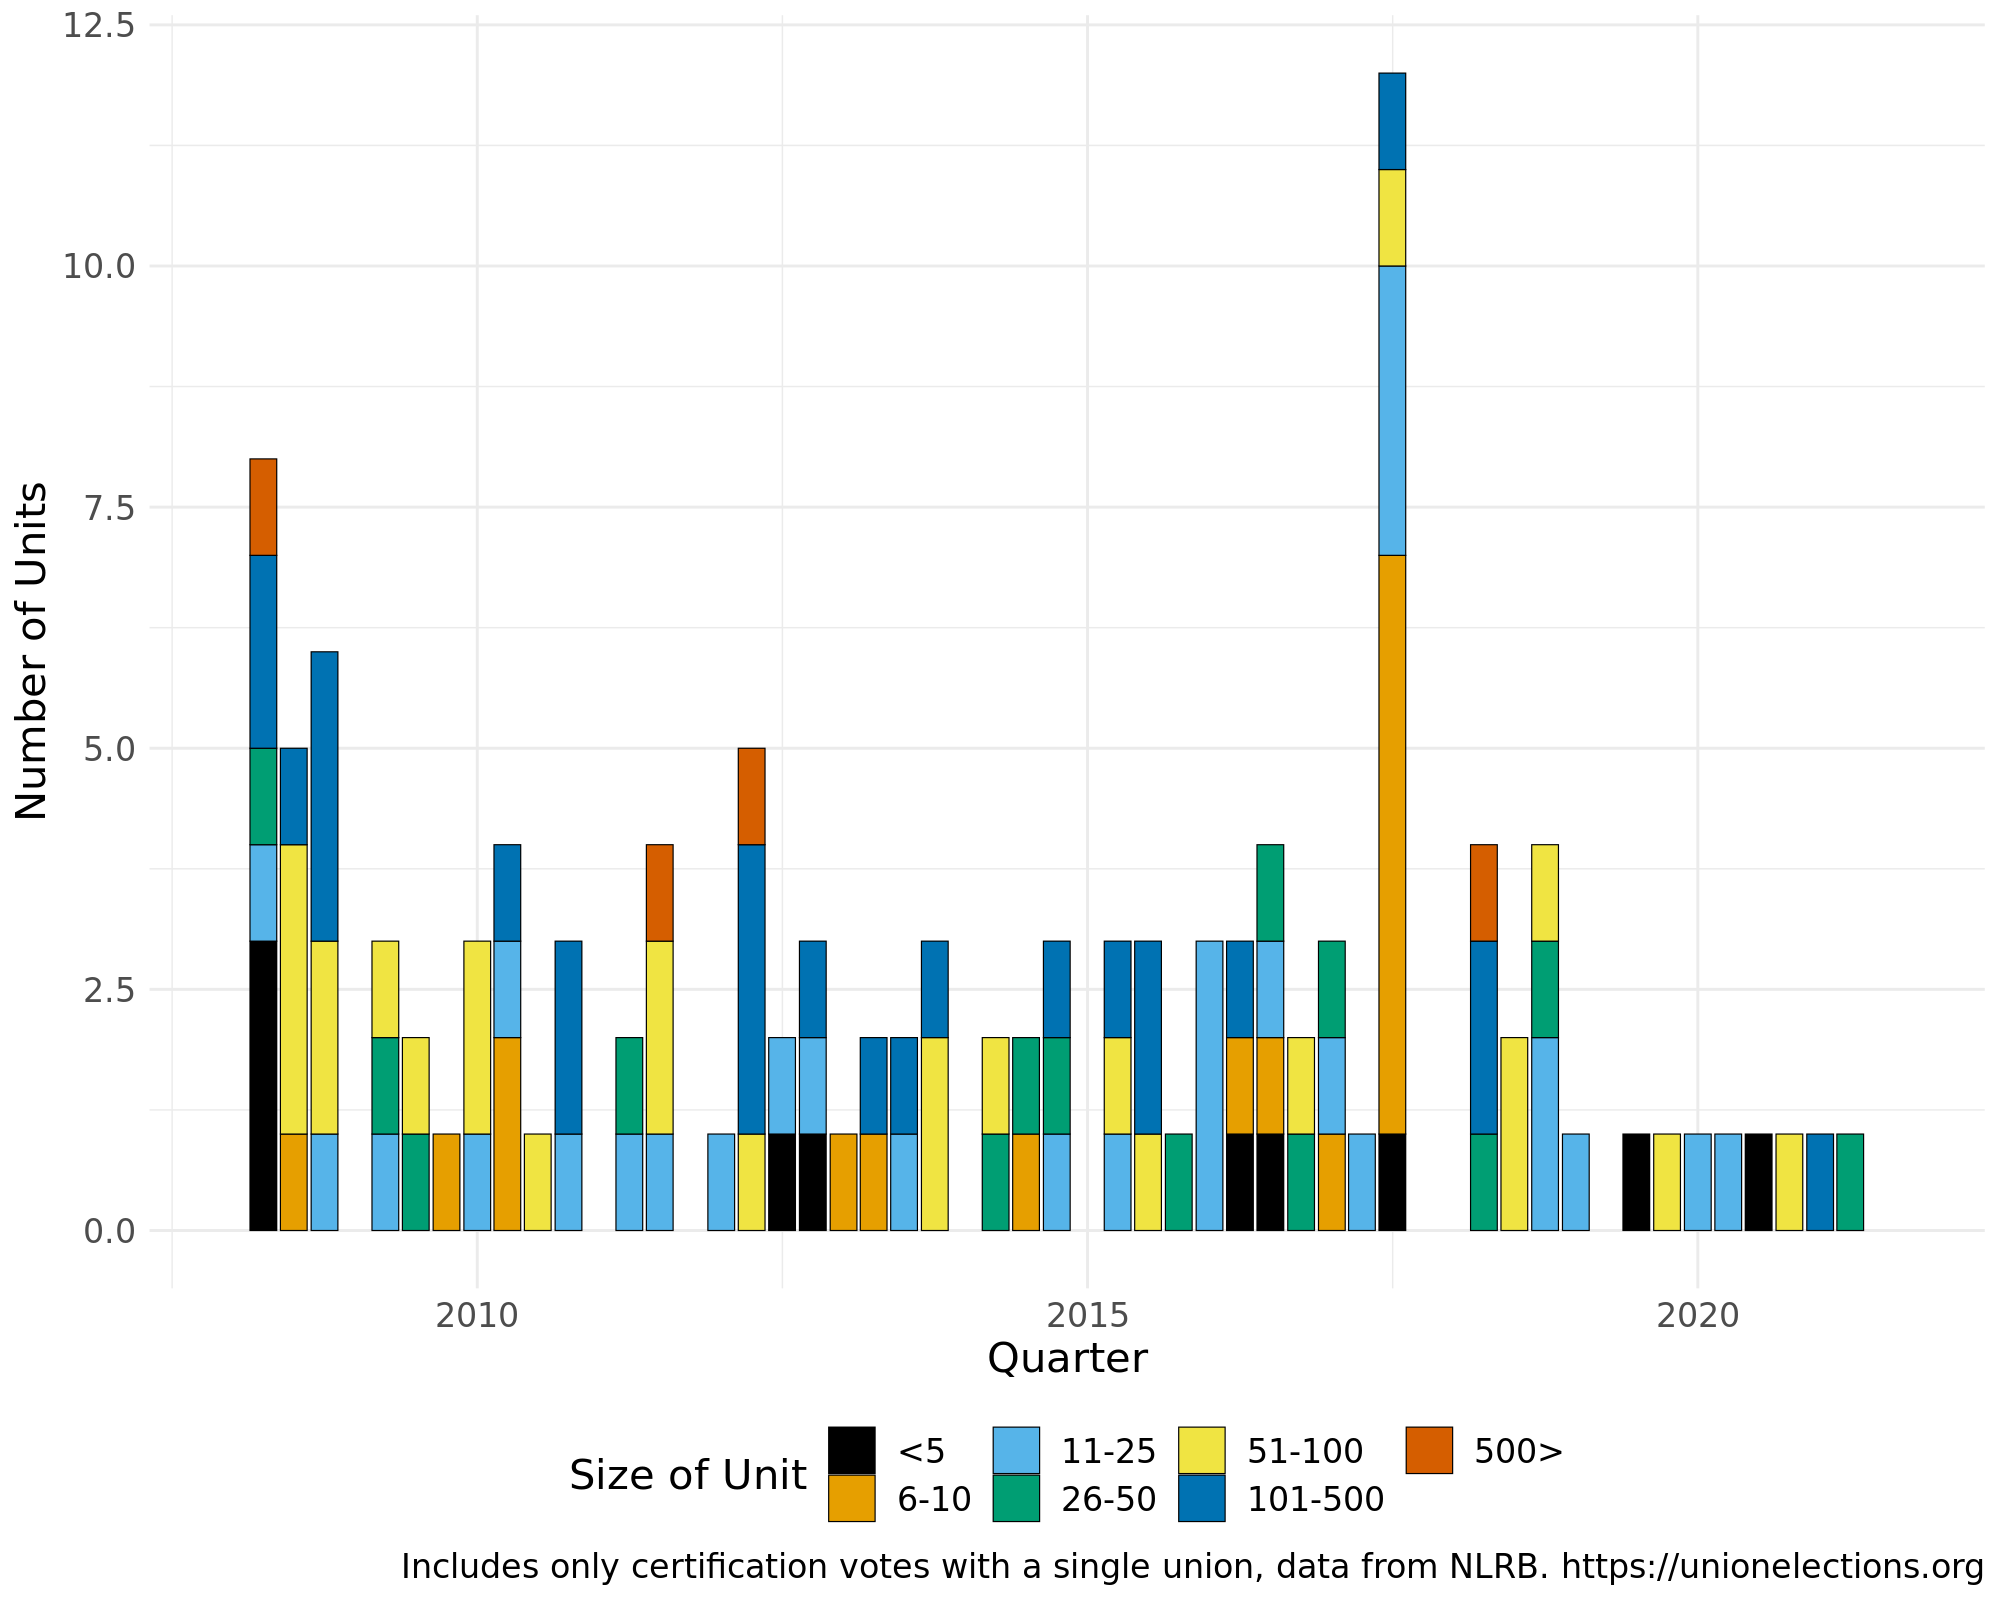 12.5
10.0
7.5
5.0
2.5
0.0
Number of Units
2010 2015 2020
Quarter
Size of Unit
<5 11-25 51-100 500>
6-10 26-50 101-500
Includes only certification votes with a single union, data from NLRB. https://unionelections.org